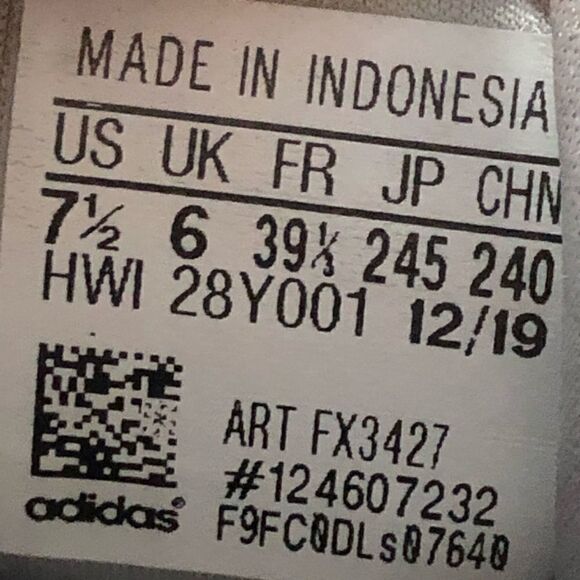 MADE IN INDONESIA
US UK FR JP CHN
7½ 6 39⅓ 245 240
HWI 28Y001 12/19
ART FX3427
#124607232
adidas® F9FC0DLs07640